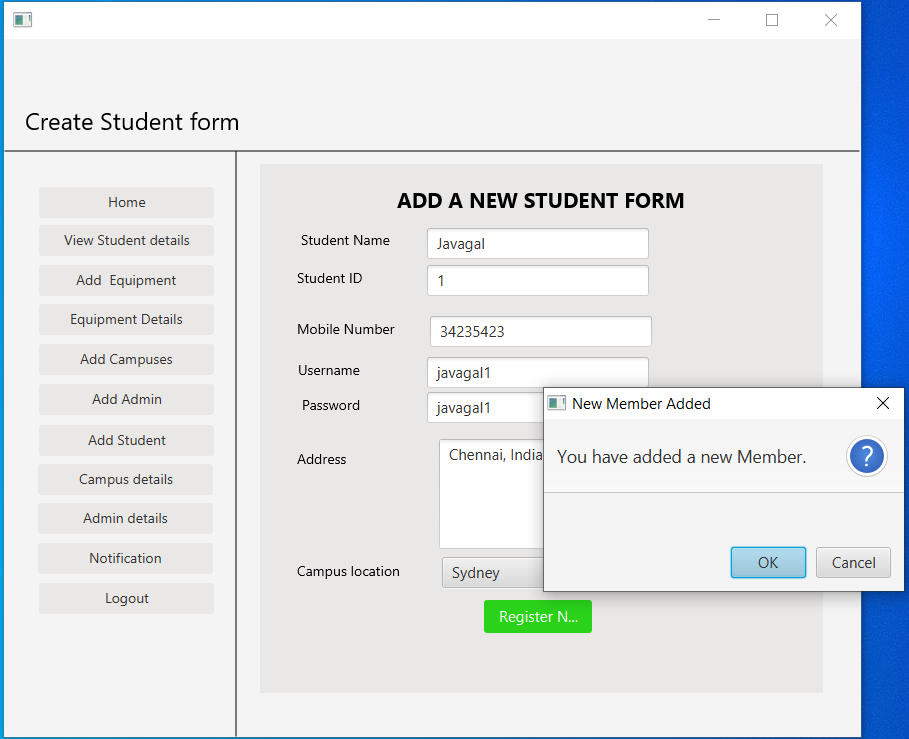 Create Student form
Home
View Student details
Add  Equipment
Equipment Details
Add Campuses
Add Admin
Add Student
Campus details
Admin details
Notification
Logout
ADD A NEW STUDENT FORM
Student Name
Javagal
Student ID
1
Mobile Number
34235423
Username
javagal1
Password
javagal1
Address
Chennai, India
Campus location
Sydney
Register N...
New Member Added
You have added a new Member.
?
OK
Cancel